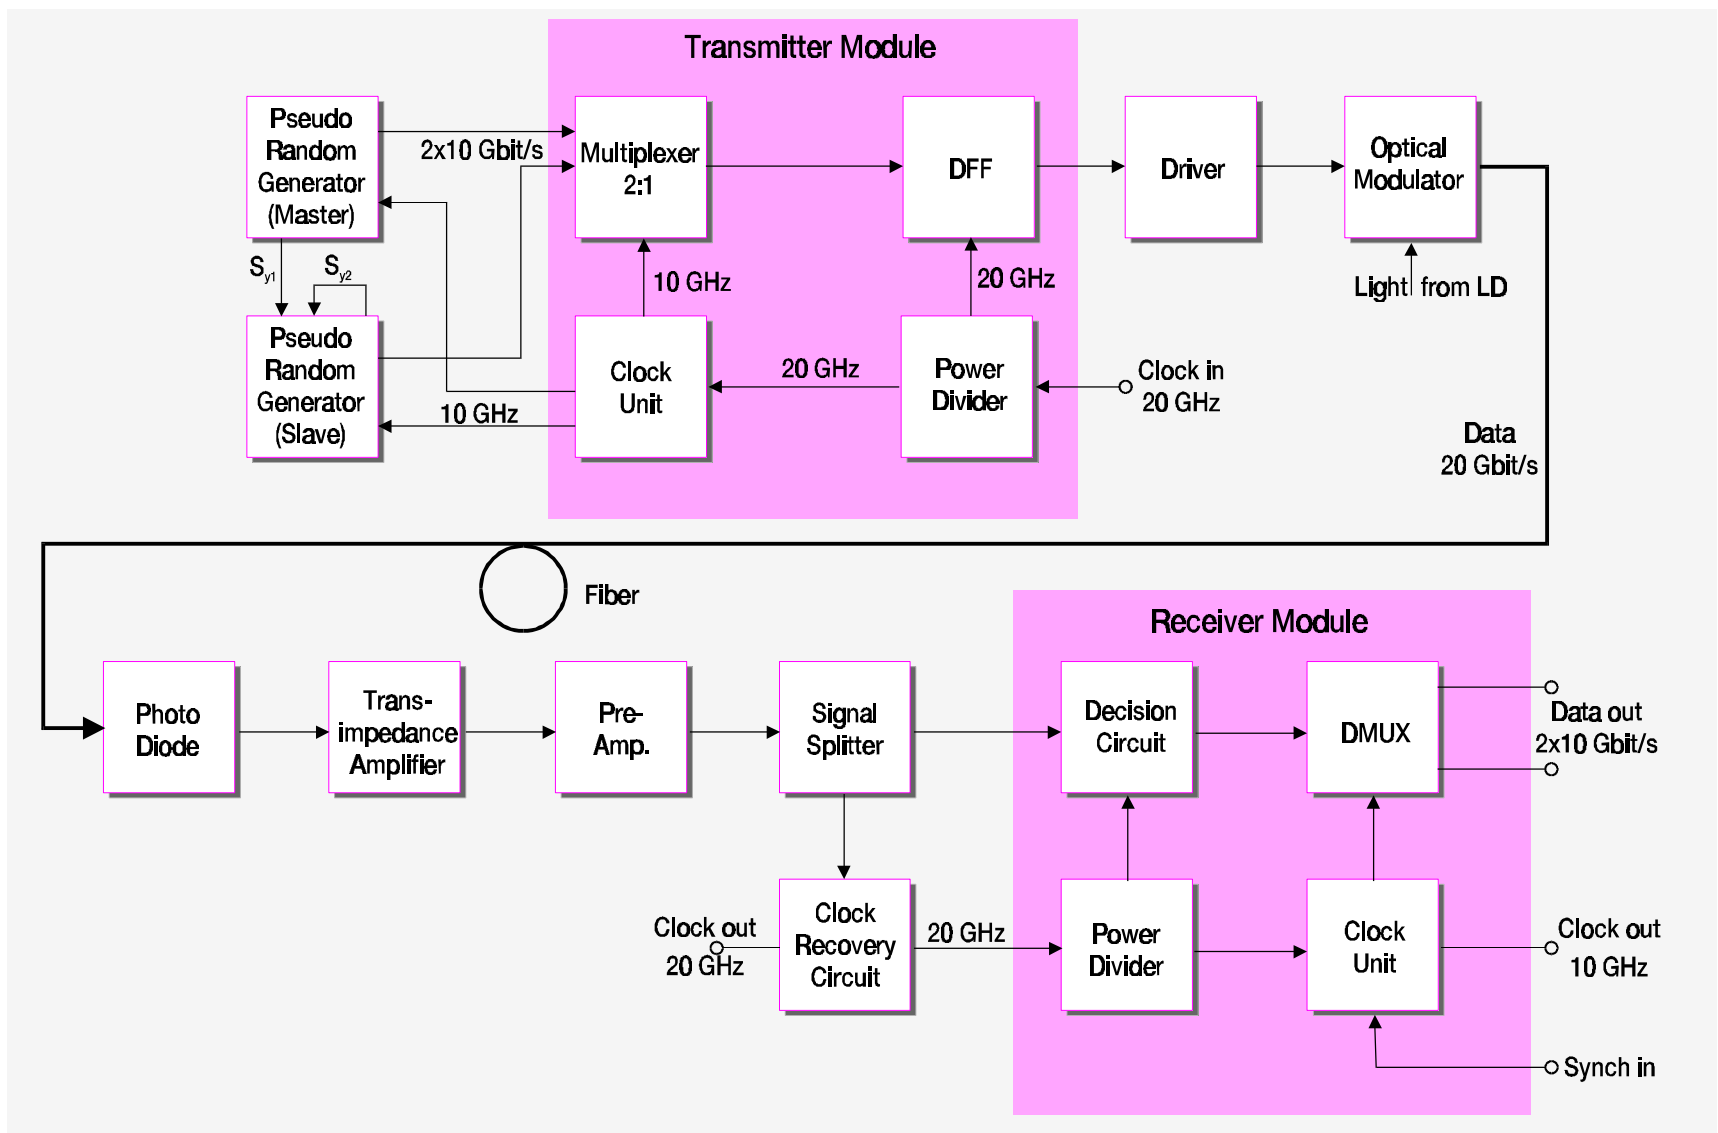 Transmitter Module
Pseudo
Random
Generator
(Master)
2x10 Gbit/s
Multiplexer
2:1
DFF
Driver
Optical
Modulator
Sy1
Sy2
10 GHz
20 GHz
Light from LD
Pseudo
Random
Generator
(Slave)
10 GHz
Clock
Unit
20 GHz
Power
Divider
Clock in
20 GHz
Data
20 Gbit/s
Fiber
Receiver Module
Photo
Diode
Trans-
impedance
Amplifier
Pre-
Amp.
Signal
Splitter
Decision
Circuit
DMUX
Data out
2x10 Gbit/s
Clock out
20 GHz
Clock
Recovery
Circuit
20 GHz
Power
Divider
Clock
Unit
Clock out
10 GHz
Synch in